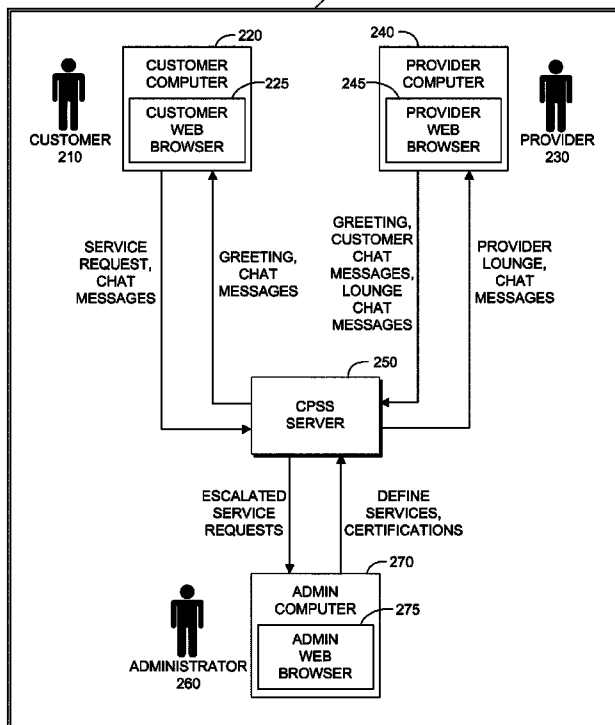 220
CUSTOMER
COMPUTER
225
CUSTOMER
WEB
BROWSER
CUSTOMER
210
240
PROVIDER
COMPUTER
245
PROVIDER
WEB
BROWSER
PROVIDER
230
SERVICE
REQUEST,
CHAT
MESSAGES
GREETING,
CHAT
MESSAGES
GREETING,
CUSTOMER
CHAT
MESSAGES,
LOUNGE
CHAT
MESSAGES
PROVIDER
LOUNGE,
CHAT
MESSAGES
250
CPSS
SERVER
ESCALATED
SERVICE
REQUESTS
DEFINE
SERVICES,
CERTIFICATIONS
270
ADMIN
COMPUTER
275
ADMIN
WEB
BROWSER
ADMINISTRATOR
260